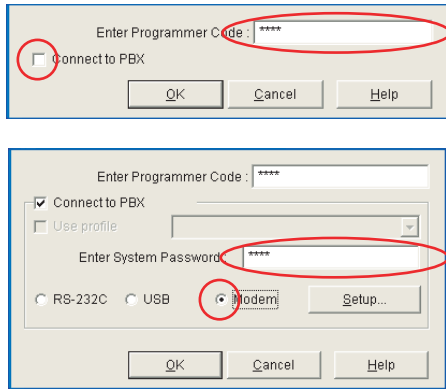 Enter Programmer Code : ****
Connect to PBX
OK Cancel Help
Enter Programmer Code : ****
Connect to PBX
Use profile
Enter System Password : ****
RS-232C USB Modem Setup...
OK Cancel Help